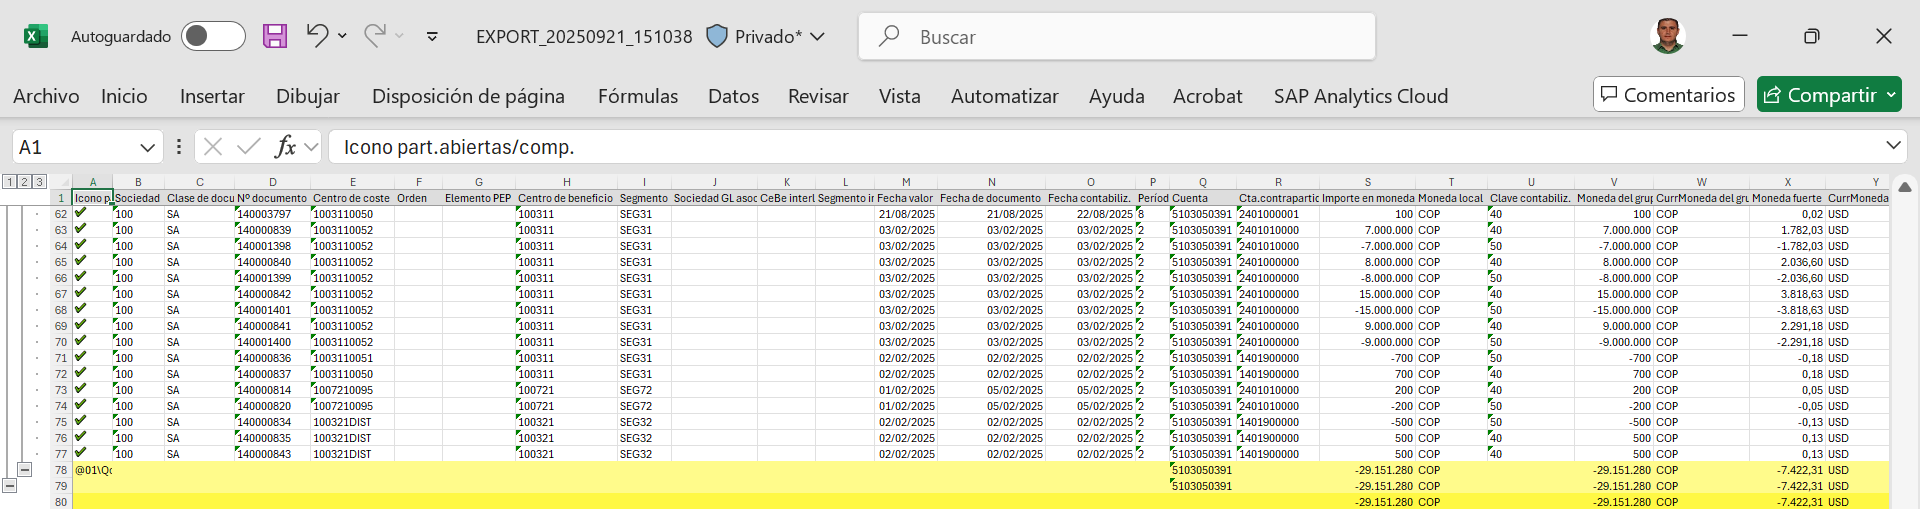 Autoguardado EXPORT_20250921_151038 Privado* Buscar
Archivo Inicio Insertar Dibujar Disposición de página Fórmulas Datos Revisar Vista Automatizar Ayuda Acrobat SAP Analytics Cloud Comentarios Compartir
A1 fx Icono part.abiertas/comp.
1 2 3 A B C D E F G H I J K L M N O P Q R S T U V W X Y
1 Icono p Sociedad Clase de docu Nº documento Centro de coste Orden Elemento PEP Centro de beneficio Segmento Sociedad GL asoc CeBe interl Segmento in Fecha valor Fecha de documento Fecha contabiliz. Period Cuenta Cta.contrapartic Importe en moneda Moneda local Clave contabiliz. Moneda del grup CurrMoneda del gru Moneda fuerte CurrMoneda
62 100 SA 140003797 1003110050 100311 SEG31 21/08/2025 21/08/2025 22/08/2025 8 5103050391 2401000001 100 COP 40 100 COP 0,02 USD
63 100 SA 140000839 1003110052 100311 SEG31 03/02/2025 03/02/2025 03/02/2025 2 5103050391 2401010000 7.000.000 COP 40 7.000.000 COP 1.782,03 USD
64 100 SA 140001398 1003110052 100311 SEG31 03/02/2025 03/02/2025 03/02/2025 2 5103050391 2401010000 -7.000.000 COP 50 -7.000.000 COP -1.782,03 USD
65 100 SA 140000840 1003110052 100311 SEG31 03/02/2025 03/02/2025 03/02/2025 2 5103050391 2401000000 8.000.000 COP 40 8.000.000 COP 2.036,60 USD
66 100 SA 140001399 1003110052 100311 SEG31 03/02/2025 03/02/2025 03/02/2025 2 5103050391 2401000000 -8.000.000 COP 50 -8.000.000 COP -2.036,60 USD
67 100 SA 140000842 1003110052 100311 SEG31 03/02/2025 03/02/2025 03/02/2025 2 5103050391 2401000000 15.000.000 COP 40 15.000.000 COP 3.818,63 USD
68 100 SA 140001401 1003110052 100311 SEG31 03/02/2025 03/02/2025 03/02/2025 2 5103050391 2401000000 -15.000.000 COP 50 -15.000.000 COP -3.818,63 USD
69 100 SA 140000841 1003110052 100311 SEG31 03/02/2025 03/02/2025 03/02/2025 2 5103050391 2401000000 9.000.000 COP 40 9.000.000 COP 2.291,18 USD
70 100 SA 140001400 1003110052 100311 SEG31 03/02/2025 03/02/2025 03/02/2025 2 5103050391 2401000000 -9.000.000 COP 50 -9.000.000 COP -2.291,18 USD
71 100 SA 140000836 1003110051 100311 SEG31 02/02/2025 02/02/2025 02/02/2025 2 5103050391 1401900000 -700 COP 50 -700 COP -0,18 USD
72 100 SA 140000837 1003110050 100311 SEG31 02/02/2025 02/02/2025 02/02/2025 2 5103050391 1401900000 700 COP 40 700 COP 0,18 USD
73 100 SA 140000814 1007210095 100721 SEG72 01/02/2025 05/02/2025 05/02/2025 2 5103050391 2401010000 200 COP 40 200 COP 0,05 USD
74 100 SA 140000820 1007210095 100721 SEG72 01/02/2025 05/02/2025 05/02/2025 2 5103050391 2401010000 -200 COP 50 -200 COP -0,05 USD
75 100 SA 140000834 100321DIST 100321 SEG32 02/02/2025 02/02/2025 02/02/2025 2 5103050391 1401900000 -500 COP 50 -500 COP -0,13 USD
76 100 SA 140000835 100321DIST 100321 SEG32 02/02/2025 02/02/2025 02/02/2025 2 5103050391 1401900000 500 COP 40 500 COP 0,13 USD
77 100 SA 140000843 100321DIST 100321 SEG32 02/02/2025 02/02/2025 02/02/2025 2 5103050391 1401900000 500 COP 40 500 COP 0,13 USD
78 @01\Qc 5103050391 -29.151.280 COP -29.151.280 COP -7.422,31 USD
79 5103050391 -29.151.280 COP -29.151.280 COP -7.422,31 USD
80 -29.151.280 COP -29.151.280 COP -7.422,31 USD